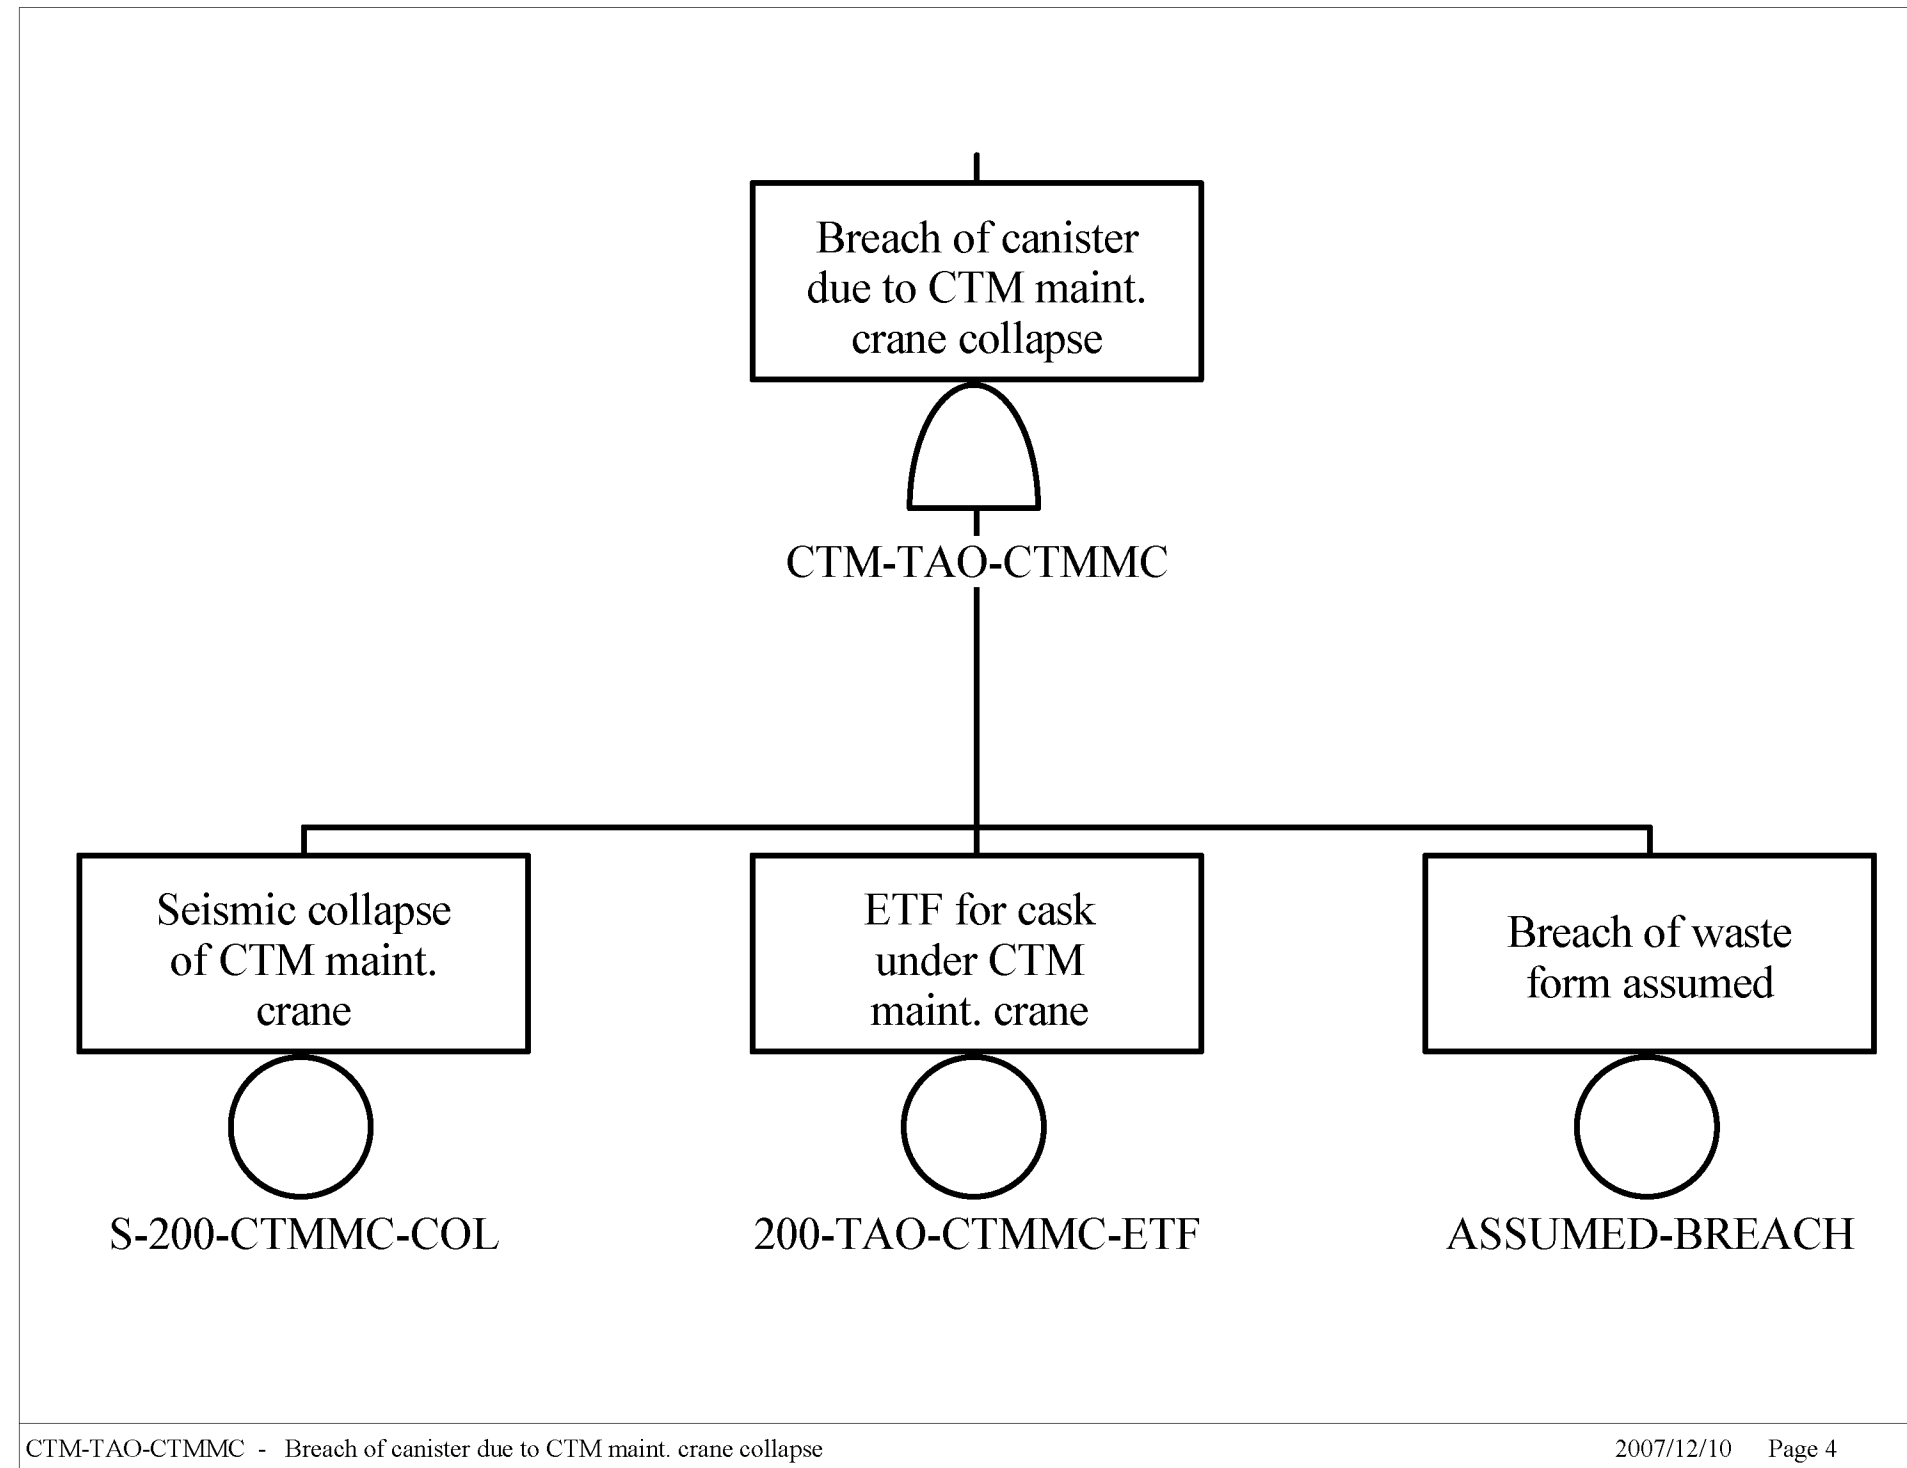 Breach of canister
due to CTM maint.
crane collapse
CTM-TAO-CTMMC
Seismic collapse
of CTM maint.
crane
S-200-CTMMC-COL
ETF for cask
under CTM
maint. crane
200-TAO-CTMMC-ETF
Breach of waste
form assumed
ASSUMED-BREACH
CTM-TAO-CTMMC - Breach of canister due to CTM maint. crane collapse
2007/12/10 Page 4